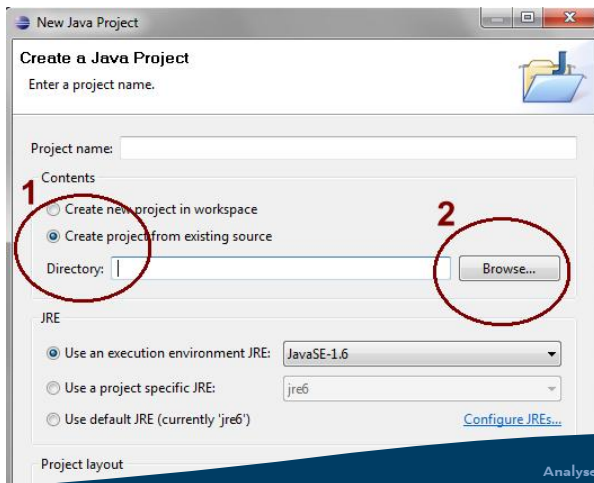 New Java Project
Create a Java Project
Enter a project name.
Project name:
Contents
1
Create new project in workspace
2
Create project from existing source
Directory:
Browse...
JRE
Use an execution environment JRE:
JavaSE-1.6
Use a project specific JRE:
jre6
Use default JRE (currently 'jre6')
Configure JREs...
Project layout
Analyse